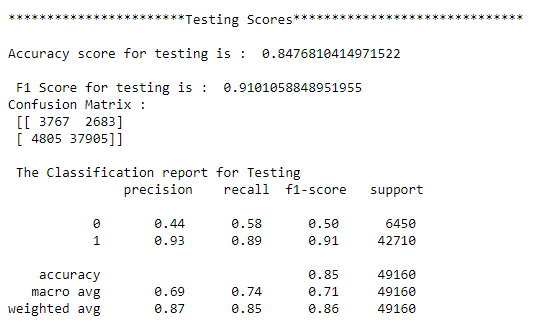 ***********************Testing Scores******************************
Accuracy score for testing is :  0.8476810414971522
F1 Score for testing is :  0.9101058848951955
Confusion Matrix :
[[ 3767  2683]
[ 4805 37905]]
The Classification report for Testing
precision    recall  f1-score   support
0       0.44      0.58      0.50      6450
1       0.93      0.89      0.91     42710
accuracy                           0.85     49160
macro avg       0.69      0.74      0.71     49160
weighted avg       0.87      0.85      0.86     49160